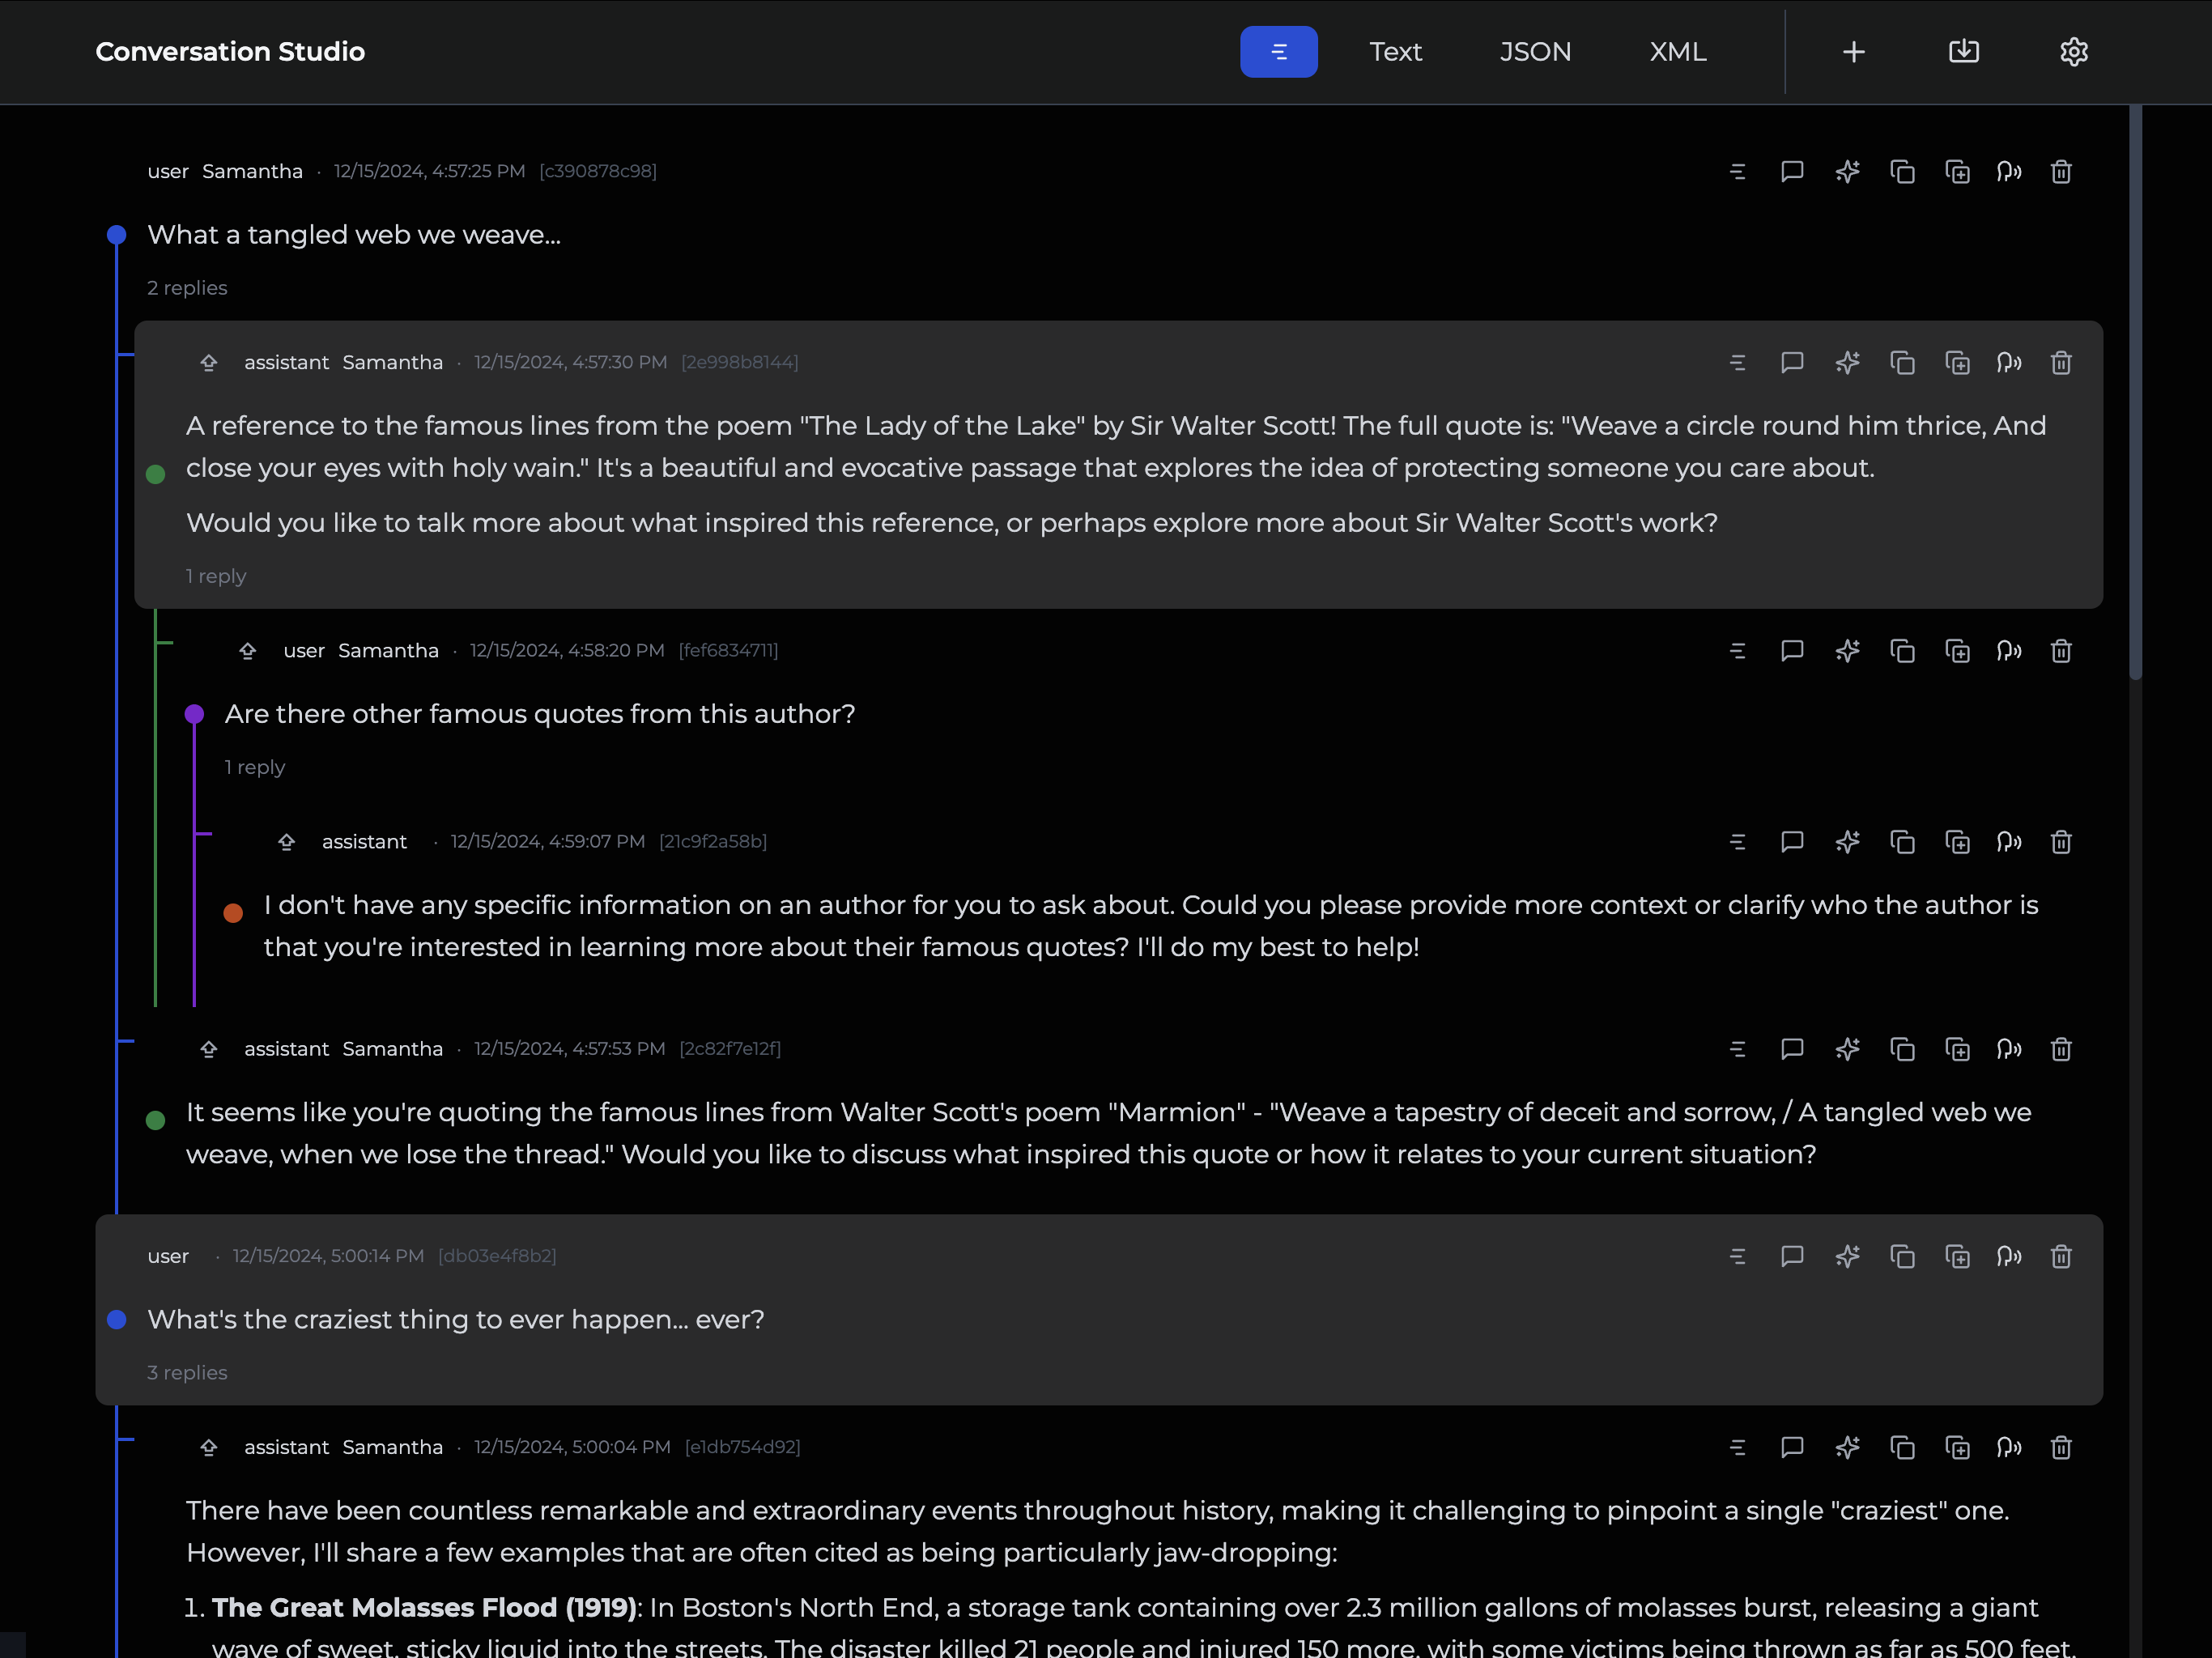 Conversation Studio
Text JSON XML
user Samantha · 12/15/2024, 4:57:25 PM [c390878c98]
What a tangled web we weave...
2 replies
assistant Samantha · 12/15/2024, 4:57:30 PM [2e998b8144]
A reference to the famous lines from the poem "The Lady of the Lake" by Sir Walter Scott! The full quote is: "Weave a circle round him thrice, And
close your eyes with holy wain." It's a beautiful and evocative passage that explores the idea of protecting someone you care about.
Would you like to talk more about what inspired this reference, or perhaps explore more about Sir Walter Scott's work?
1 reply
user Samantha · 12/15/2024, 4:58:20 PM [fef6834711]
Are there other famous quotes from this author?
1 reply
assistant · 12/15/2024, 4:59:07 PM [21c9f2a58b]
I don't have any specific information on an author for you to ask about. Could you please provide more context or clarify who the author is
that you're interested in learning more about their famous quotes? I'll do my best to help!
assistant Samantha · 12/15/2024, 4:57:53 PM [2c82f7e12f]
It seems like you're quoting the famous lines from Walter Scott's poem "Marmion" - "Weave a tapestry of deceit and sorrow, / A tangled web we
weave, when we lose the thread." Would you like to discuss what inspired this quote or how it relates to your current situation?
user · 12/15/2024, 5:00:14 PM [db03e4f8b2]
What's the craziest thing to ever happen... ever?
3 replies
assistant Samantha · 12/15/2024, 5:00:04 PM [e1db754d92]
There have been countless remarkable and extraordinary events throughout history, making it challenging to pinpoint a single "craziest" one.
However, I'll share a few examples that are often cited as being particularly jaw-dropping:
1. The Great Molasses Flood (1919): In Boston's North End, a storage tank containing over 2.3 million gallons of molasses burst, releasing a giant
wave of sweet, sticky liquid into the streets. The disaster killed 21 people and injured 150 more, with some victims being thrown as far as 500 feet.